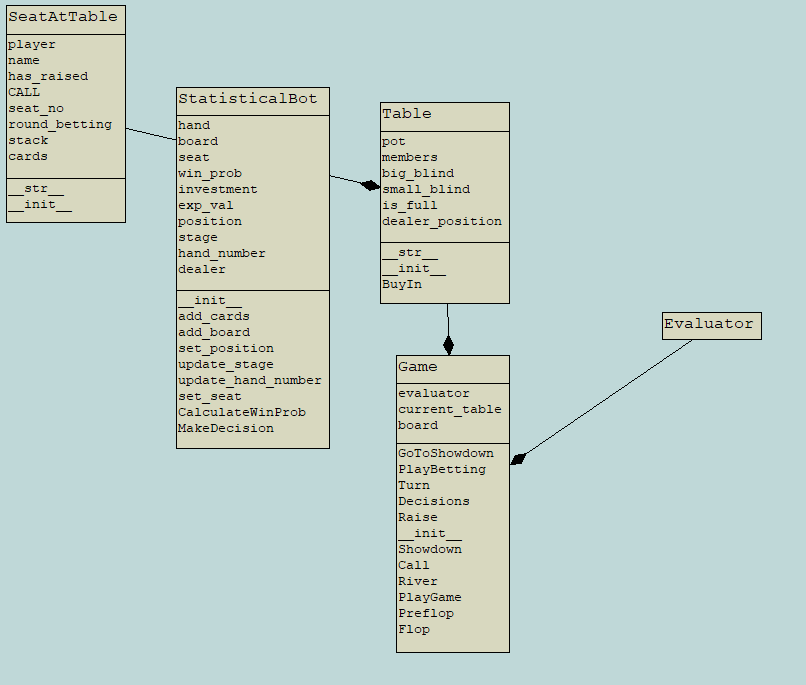 SeatAtTable
player
name
has_raised
CALL
seat_no
round_betting
stack
cards
__str__
__init__
StatisticalBot
hand
board
seat
win_prob
investment
exp_val
position
stage
hand_number
dealer
__init__
add_cards
add_board
set_position
update_stage
update_hand_number
set_seat
CalculateWinProb
MakeDecision
Table
pot
members
big_blind
small_blind
is_full
dealer_position
__str__
__init__
BuyIn
Evaluator
Game
evaluator
current_table
board
GoToShowdown
PlayBetting
Turn
Decisions
Raise
__init__
Showdown
Call
River
PlayGame
Preflop
Flop